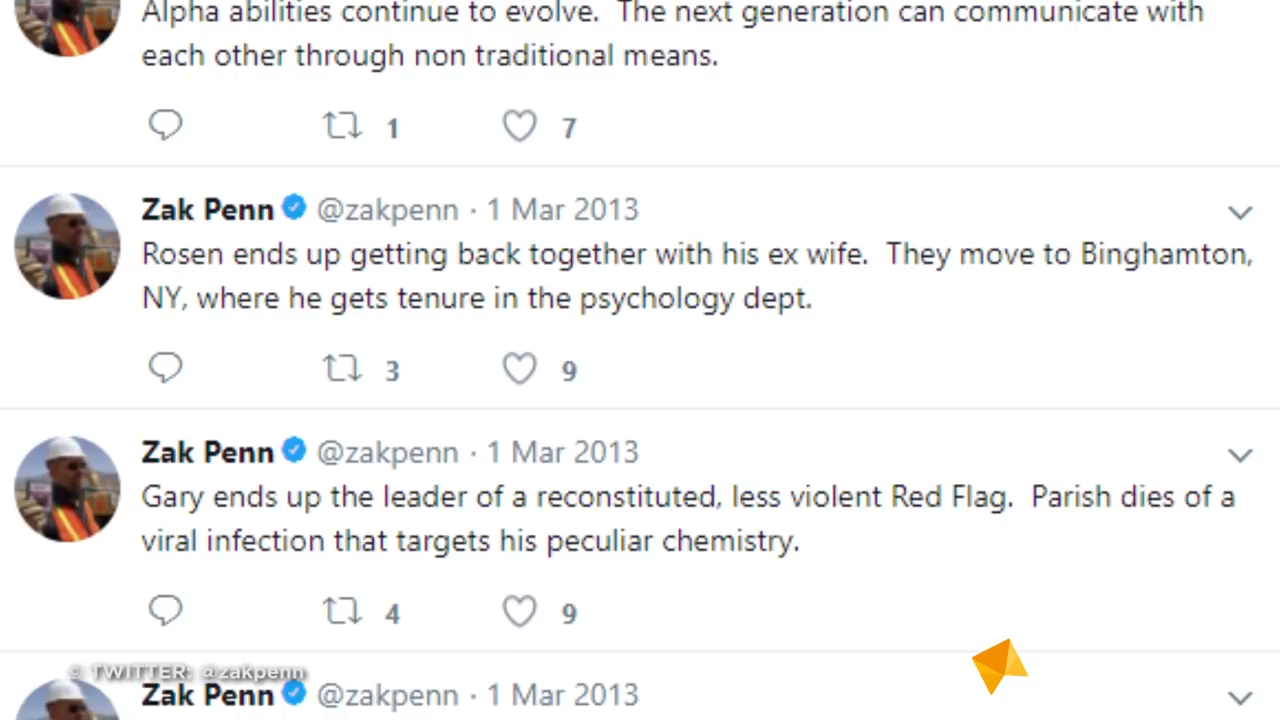 Alpha abilities continue to evolve.  The next generation can communicate with
each other through non traditional means.
1 7
Zak Penn @zakpenn · 1 Mar 2013
Rosen ends up getting back together with his ex wife.  They move to Binghamton,
NY, where he gets tenure in the psychology dept.
3 9
Zak Penn @zakpenn · 1 Mar 2013
Gary ends up the leader of a reconstituted, less violent Red Flag.  Parish dies of a
viral infection that targets his peculiar chemistry.
4 9
© TWITTER: @zakpenn
Zak Penn @zakpenn · 1 Mar 2013